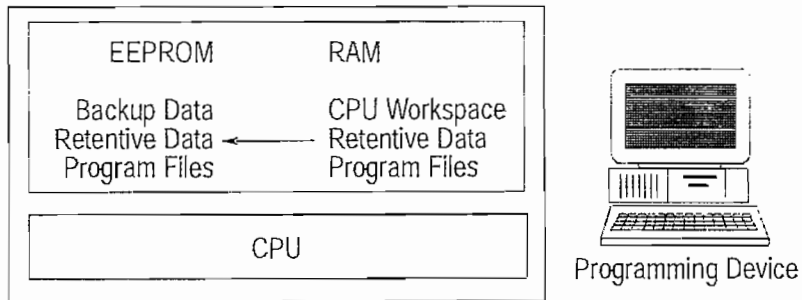 EEPROM RAM
Backup Data CPU Workspace
Retentive Data Retentive Data
Program Files Program Files
CPU
Programming Device